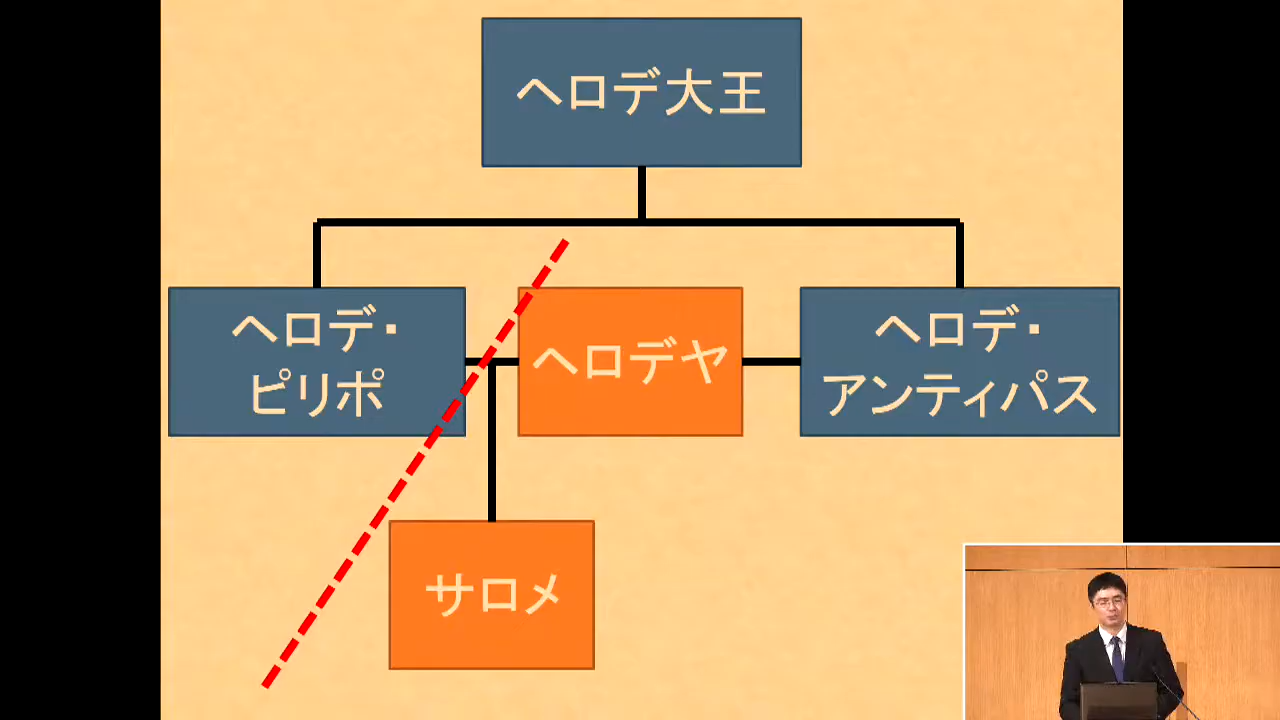 ヘロデ大王
ヘロデ・
ピリポ
ヘロデヤ
ヘロデ・
アンティパス
サロメ